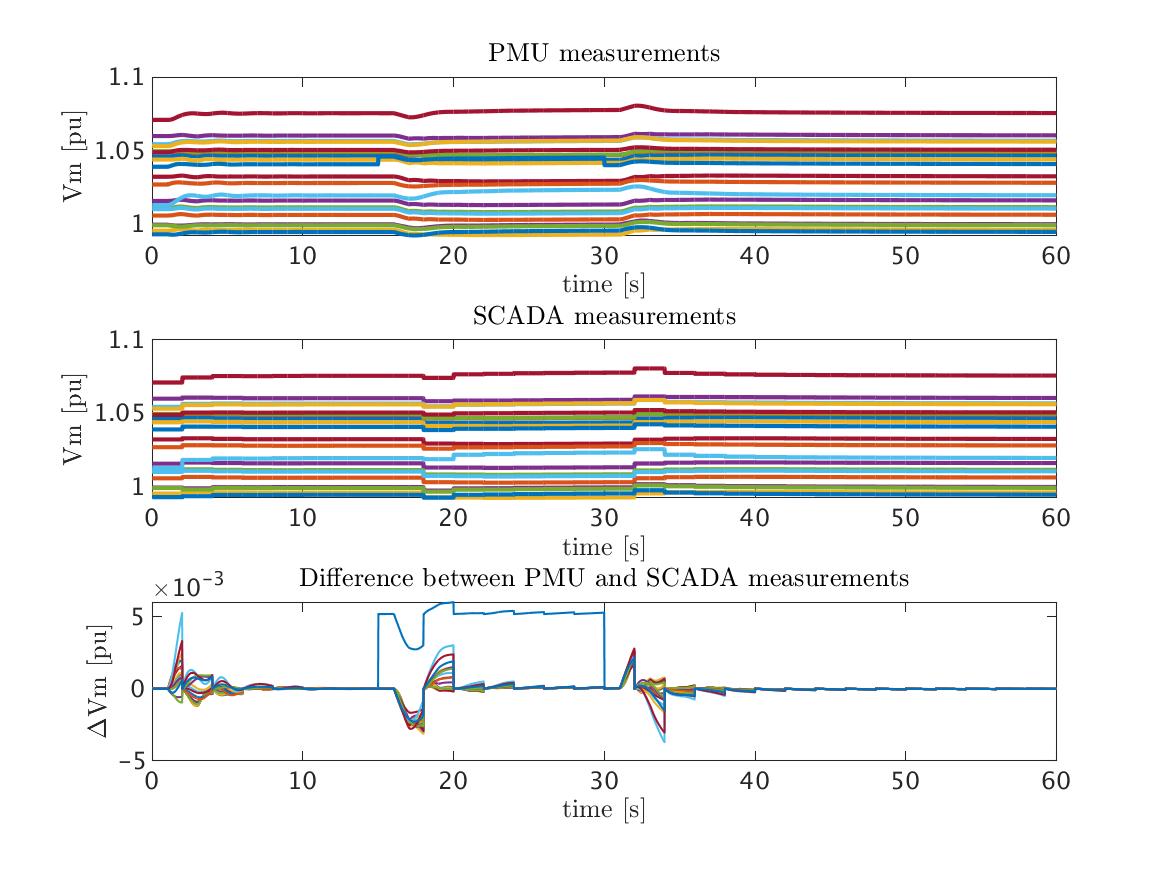 PMU measurements
1.1
1.05
1
Vm [pu]
0 10 20 30 40 50 60
time [s]
SCADA measurements
1.1
1.05
1
Vm [pu]
0 10 20 30 40 50 60
time [s]
Difference between PMU and SCADA measurements
×10⁻³
5
0
-5
ΔVm [pu]
0 10 20 30 40 50 60
time [s]